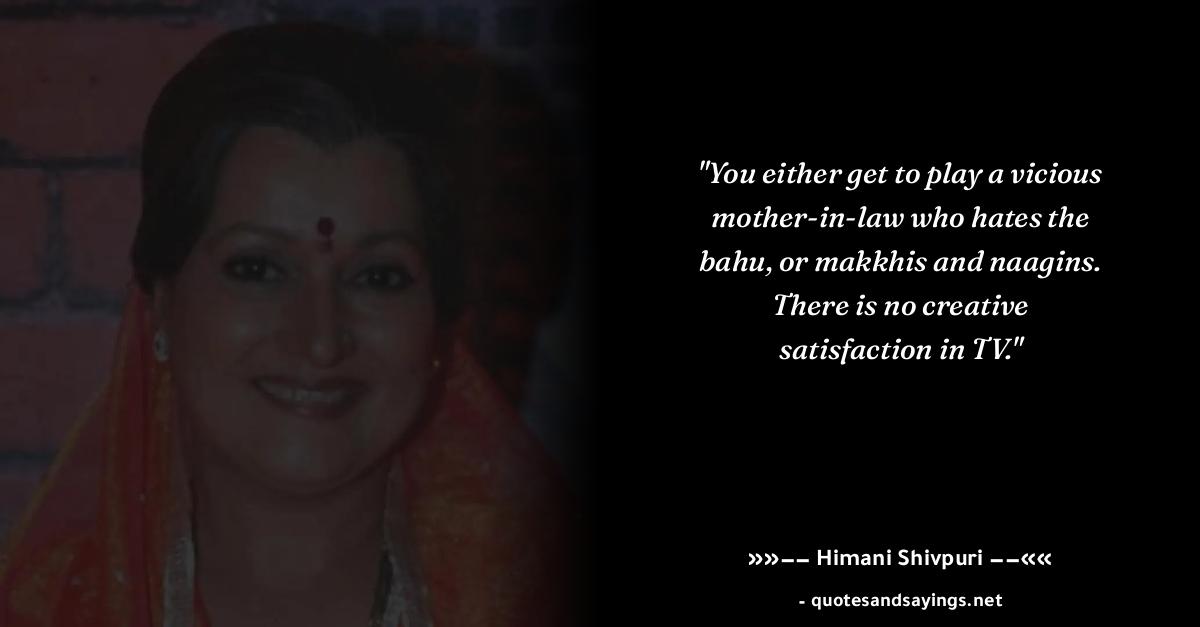 "You either get to play a vicious
mother-in-law who hates the
bahu, or makkhis and naagins.
There is no creative
satisfaction in TV."
»»−− Himani Shivpuri −−««
- quotesandsayings.net